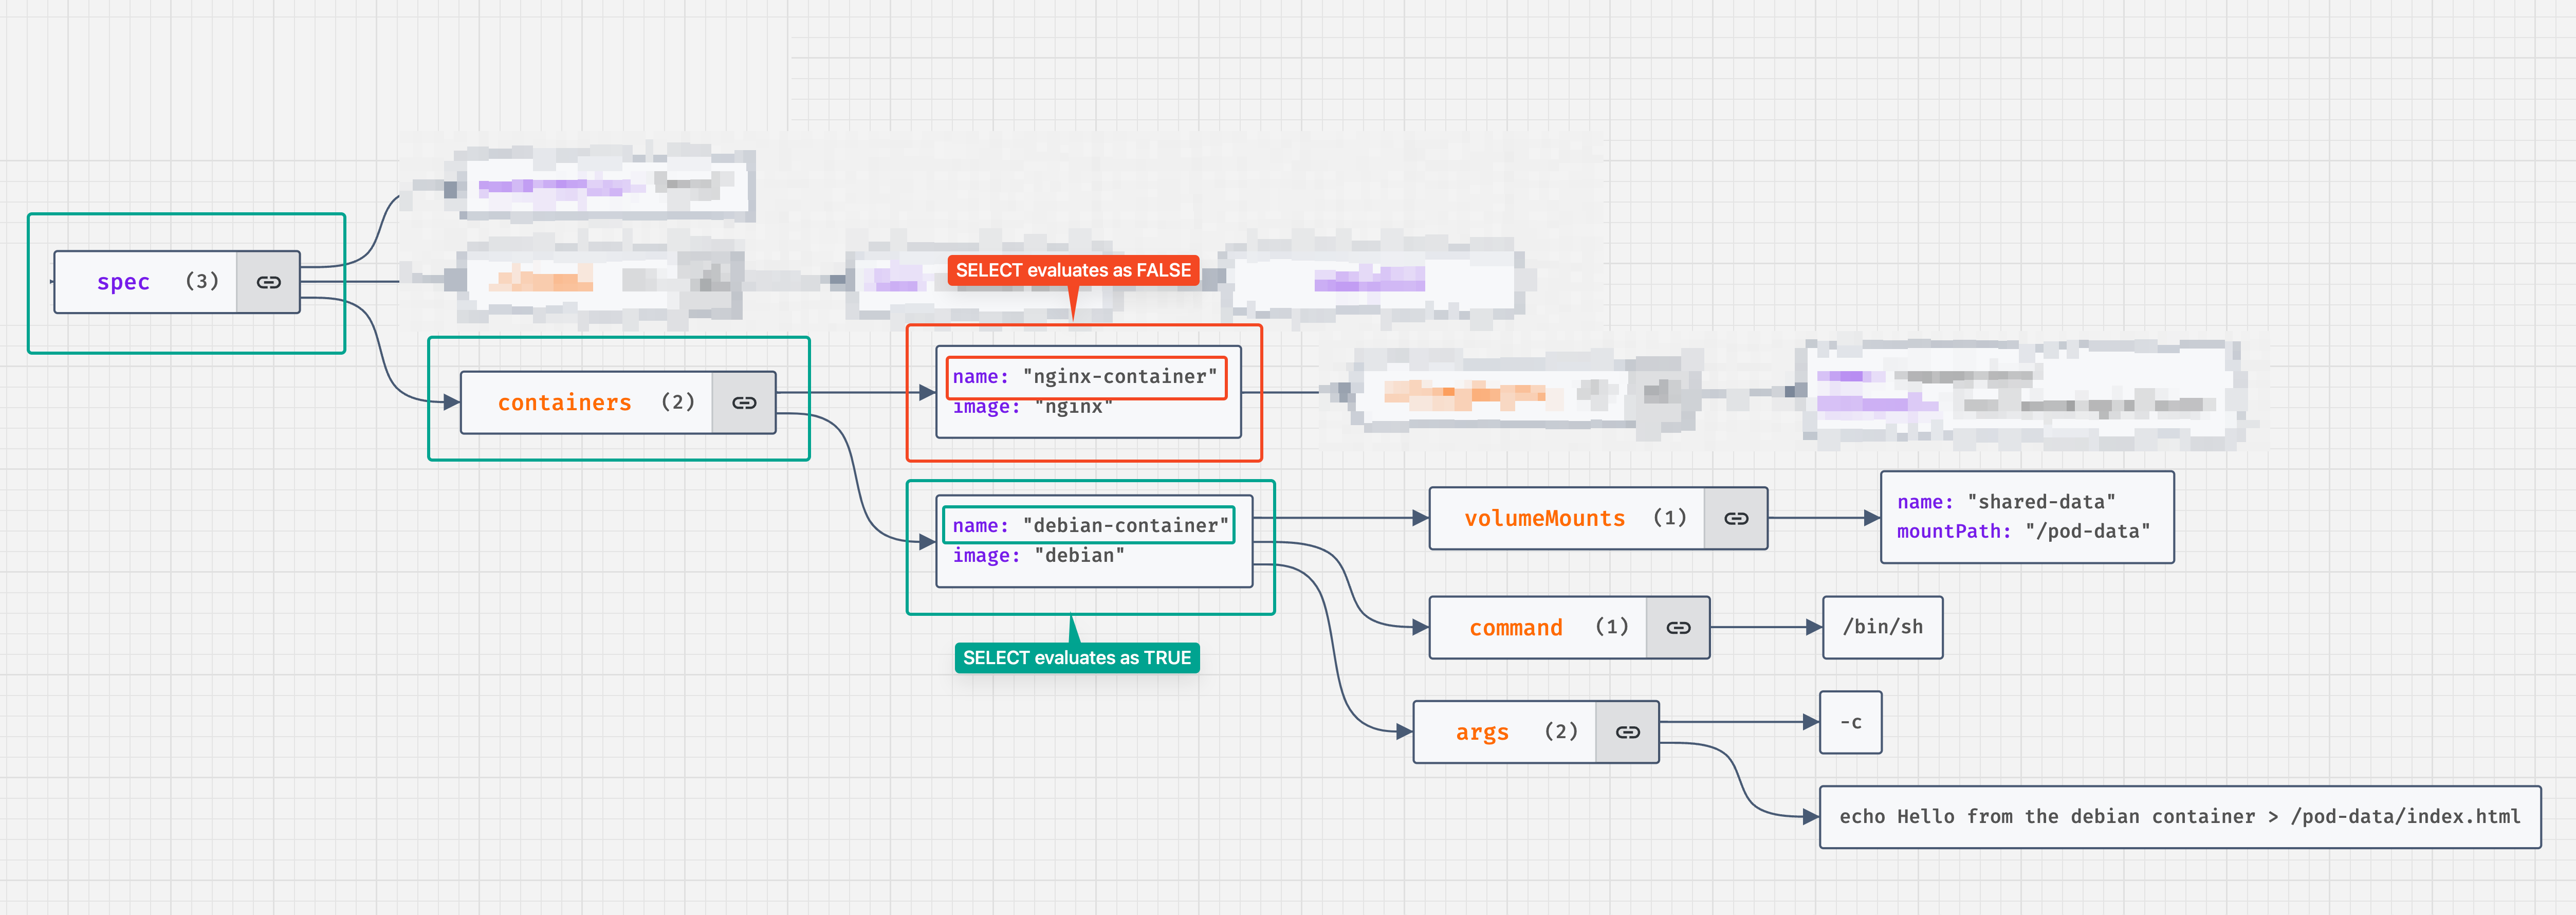 spec (3)
SELECT evaluates as FALSE
containers (2)
name: "nginx-container"
image: "nginx"
name: "debian-container"
image: "debian"
SELECT evaluates as TRUE
volumeMounts (1)
name: "shared-data"
mountPath: "/pod-data"
command (1)
/bin/sh
args (2)
-c
echo Hello from the debian container > /pod-data/index.html